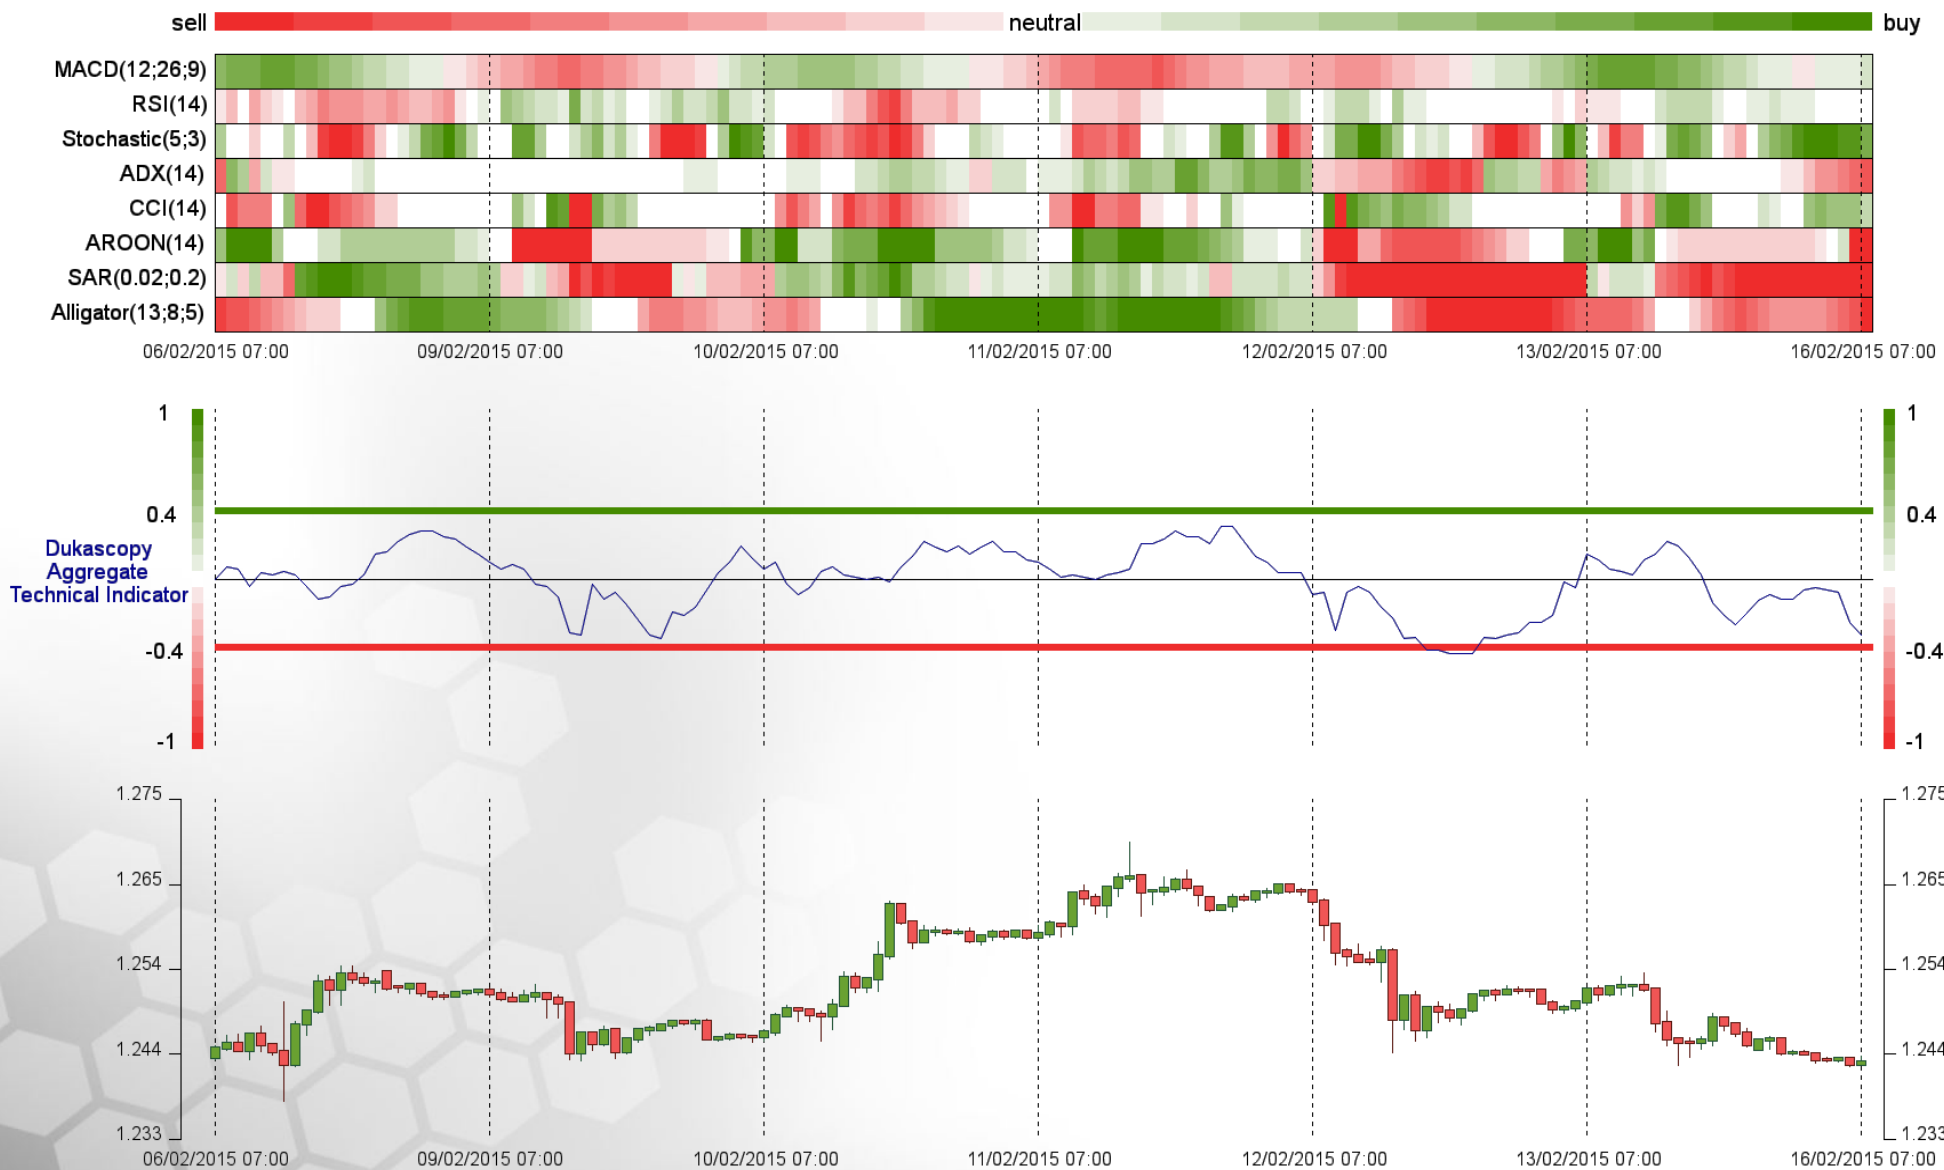 sell neutral buy
MACD(12;26;9)
RSI(14)
Stochastic(5;3)
ADX(14)
CCI(14)
AROON(14)
SAR(0.02;0.2)
Alligator(13;8;5)
06/02/2015 07:00 09/02/2015 07:00 10/02/2015 07:00 11/02/2015 07:00 12/02/2015 07:00 13/02/2015 07:00 16/02/2015 07:00
1 1
0.4 0.4
Dukascopy
Aggregate
Technical Indicator
-0.4 -0.4
-1 -1
1.275 1.275
1.265 1.265
1.254 1.254
1.244 1.244
1.233 1.233
06/02/2015 07:00 09/02/2015 07:00 10/02/2015 07:00 11/02/2015 07:00 12/02/2015 07:00 13/02/2015 07:00 16/02/2015 07:00